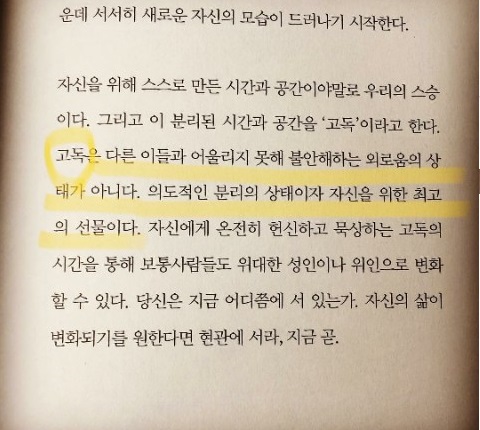 운데 서서히 새로운 자신의 모습이 드러나기 시작한다.
자신을 위해 스스로 만든 시간과 공간이야말로 우리의 스승
이다. 그리고 이 분리된 시간과 공간을 ‘고독’이라고 한다.
고독은 다른 이들과 어울리지 못해 불안해하는 외로움의 상
태가 아니다. 의도적인 분리의 상태이자 자신을 위한 최고
의 선물이다. 자신에게 온전히 헌신하고 묵상하는 고독의
시간을 통해 보통사람들도 위대한 성인이나 위인으로 변화
할 수 있다. 당신은 지금 어디쯤에 서 있는가. 자신의 삶이
변화되기를 원한다면 현관에 서라, 지금 곧.